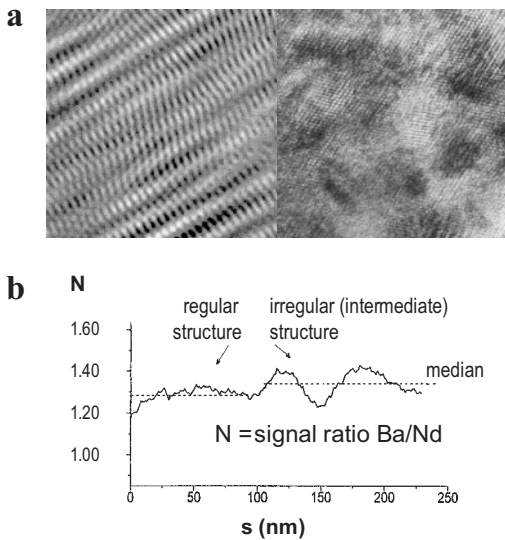 a
b
N
regular
structure
irregular (intermediate)
structure
1.60
1.40
1.20
1.00
median
N =signal ratio Ba/Nd
0
50
100
150
200
250
s (nm)